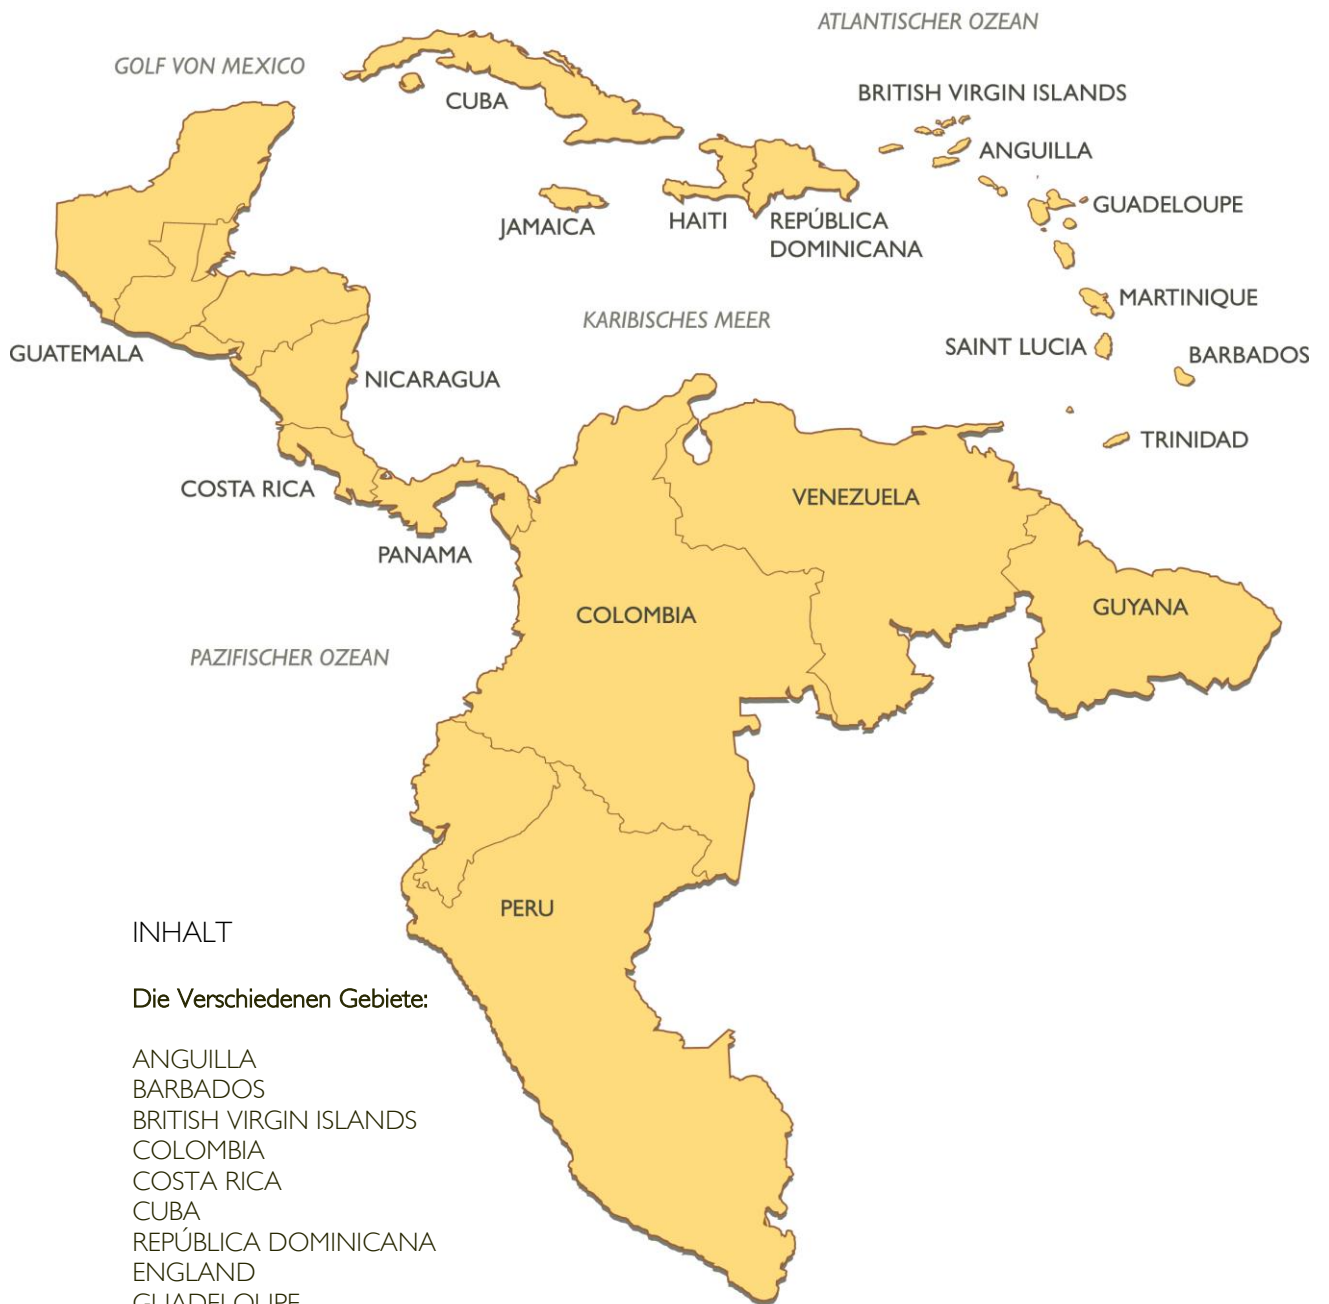 ATLANTISCHER OZEAN
GOLF VON MEXICO
CUBA
BRITISH VIRGIN ISLANDS
ANGUILLA
GUADELOUPE
JAMAICA
HAITI
REPÚBLICA
DOMINICANA
MARTINIQUE
KARIBISCHES MEER
SAINT LUCIA
BARBADOS
GUATEMALA
NICARAGUA
TRINIDAD
COSTA RICA
VENEZUELA
PANAMA
COLOMBIA
GUYANA
PAZIFISCHER OZEAN
PERU
INHALT
Die Verschiedenen Gebiete:
ANGUILLA
BARBADOS
BRITISH VIRGIN ISLANDS
COLOMBIA
COSTA RICA
CUBA
REPÚBLICA DOMINICANA
ENGLAND
GUADELOUPE